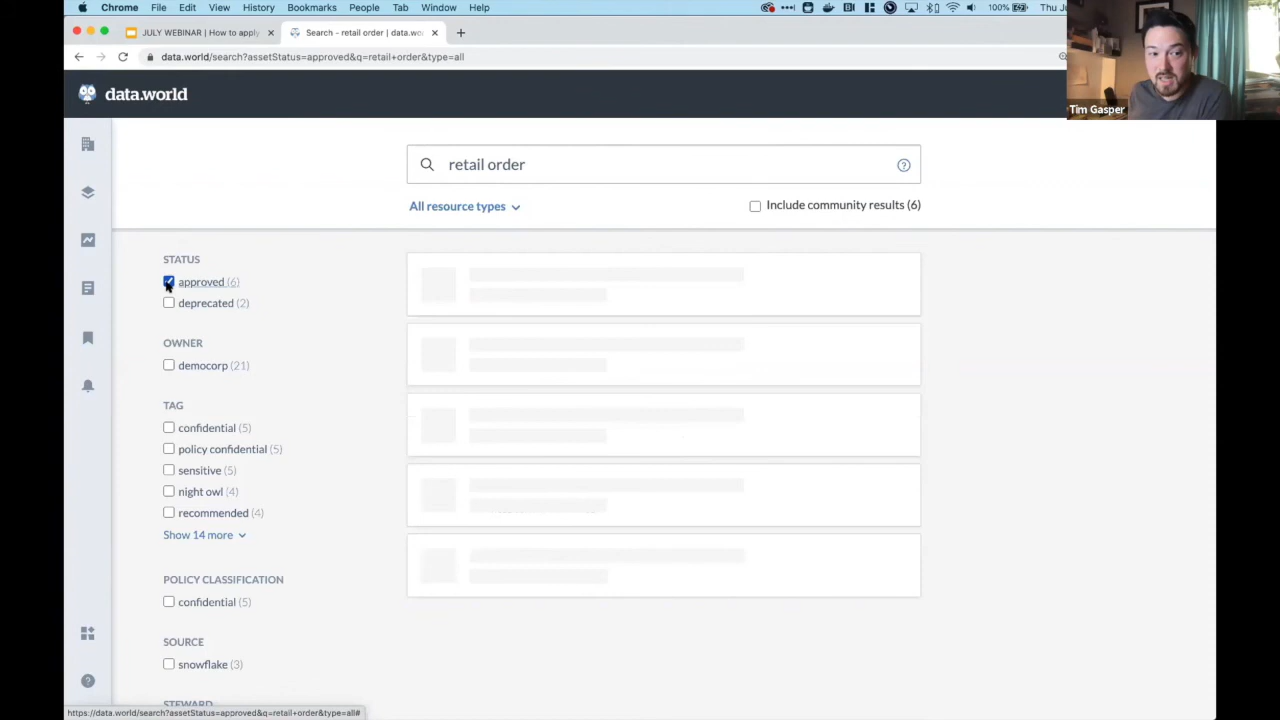 Chrome File Edit View History Bookmarks People Tab Window Help 100% Thu Ju
JULY WEBINAR | How to apply
Search - retail order | data.wo
data.world/search?assetStatus=approved&q=retail+order&type=all
Tim Gasper
data.world
retail order
All resource types
Include community results (6)
STATUS
approved (6)
deprecated (2)
OWNER
democorp (21)
TAG
confidential (5)
policy confidential (5)
sensitive (5)
night owl (4)
recommended (4)
Show 14 more
POLICY CLASSIFICATION
confidential (5)
SOURCE
snowflake (3)
STEWARD
https://data.world/search?assetStatus=approved&q=retail+order&type=all#